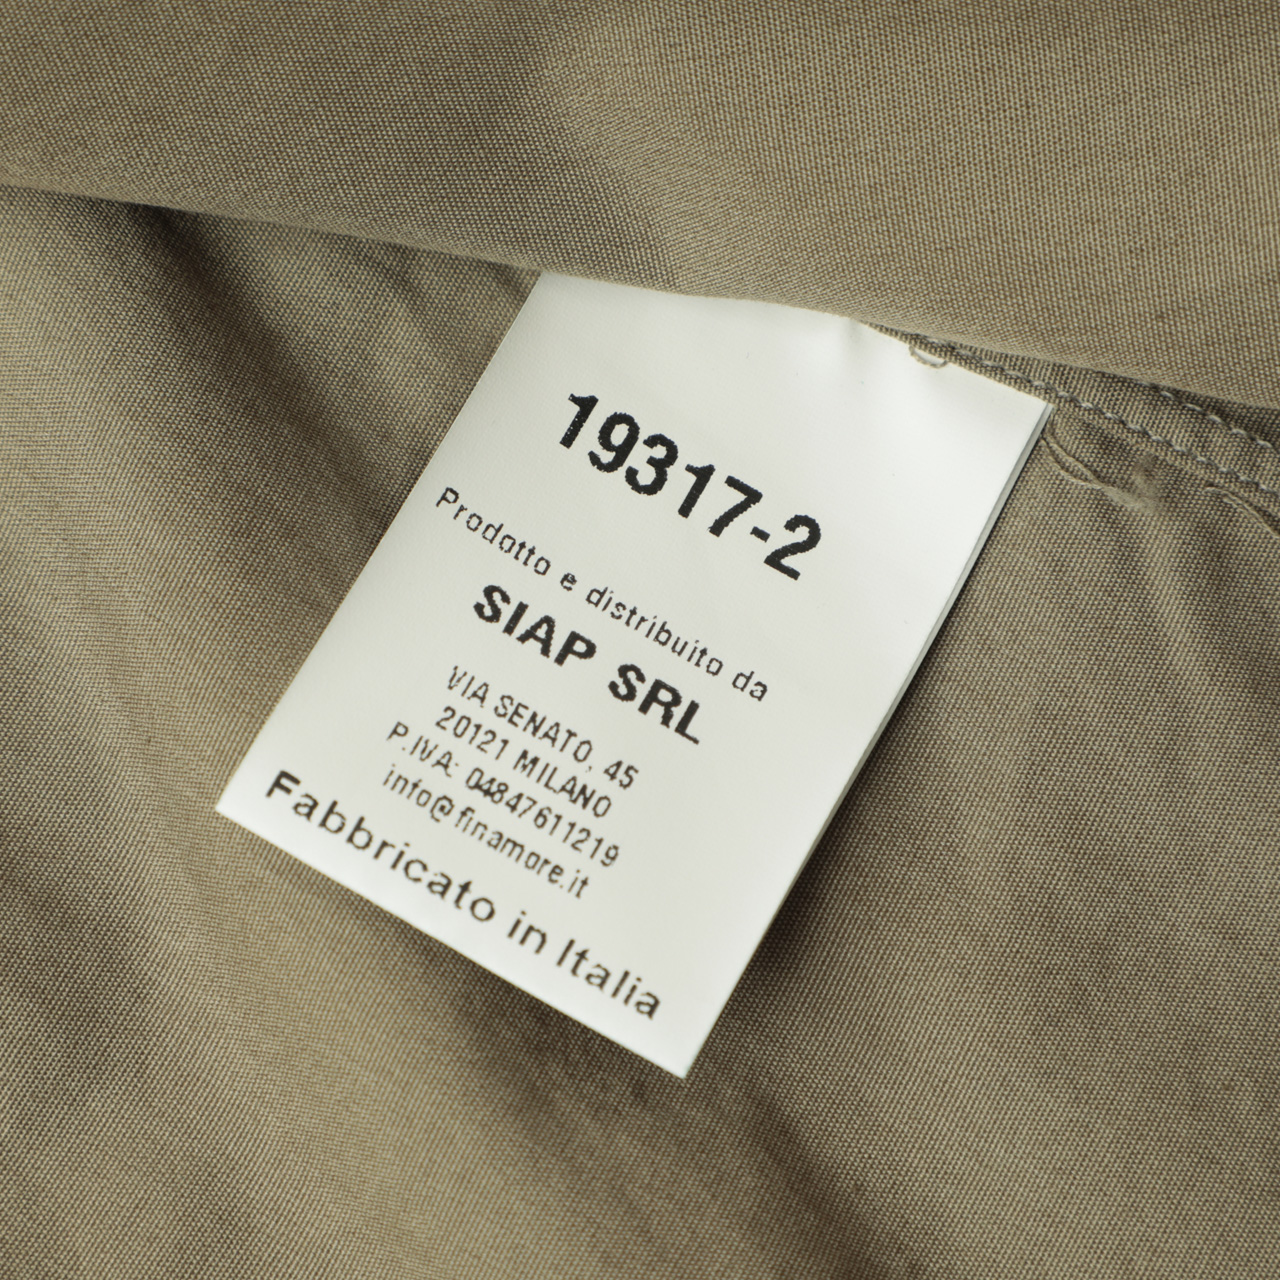 19317-2
Prodotto e distribuito da
SIAP SRL
VIA SENATO, 45
20121 MILANO
P.IVA: 04847611219
info@finamore.it
Fabbricato in Italia